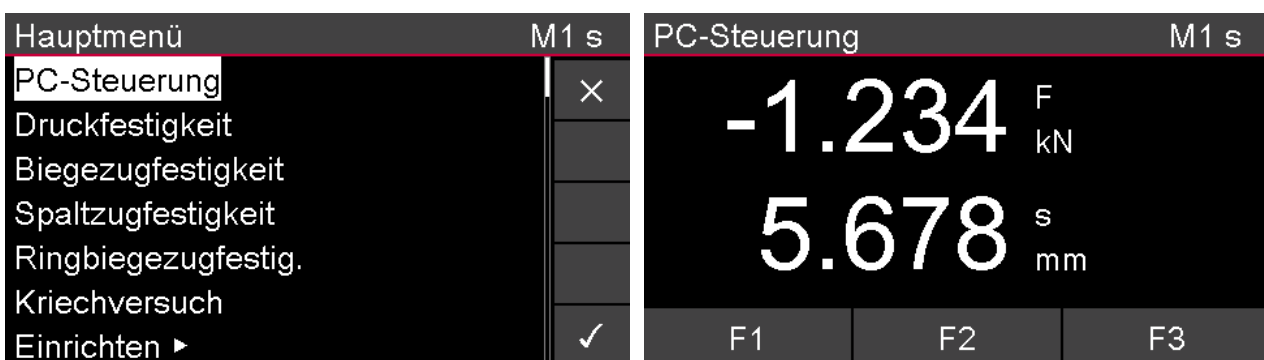 Hauptmenü M1 s
PC-Steuerung
Druckfestigkeit
Biegezugfestigkeit
Spaltzugfestigkeit
Ringbiegezugfestig.
Kriechversuch
Einrichten ►
PC-Steuerung M1 s
-1.234 F kN
5.678 s mm
F1 F2 F3